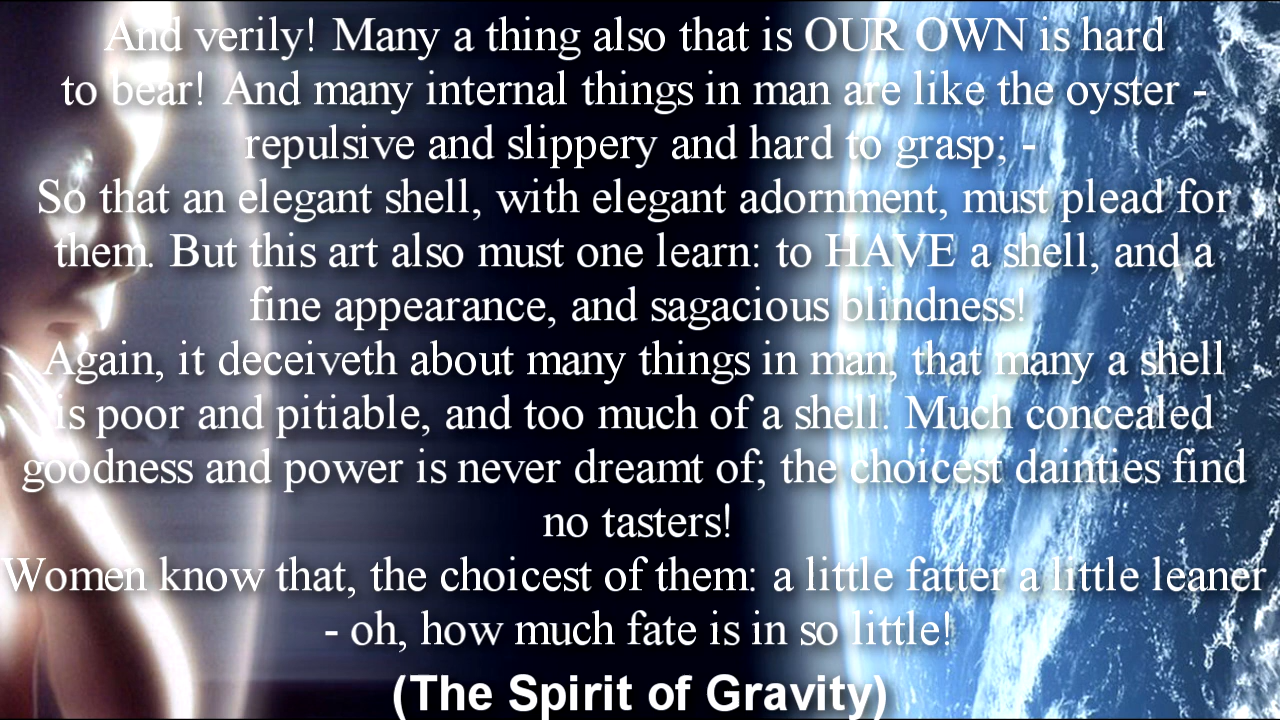 And verily! Many a thing also that is OUR OWN is hard
to bear! And many internal things in man are like the oyster -
repulsive and slippery and hard to grasp; -
So that an elegant shell, with elegant adornment, must plead for
them. But this art also must one learn: to HAVE a shell, and a
fine appearance, and sagacious blindness!
Again, it deceiveth about many things in man, that many a shell
is poor and pitiable, and too much of a shell. Much concealed
goodness and power is never dreamt of; the choicest dainties find
no tasters!
Women know that, the choicest of them: a little fatter a little leaner
- oh, how much fate is in so little!
(The Spirit of Gravity)